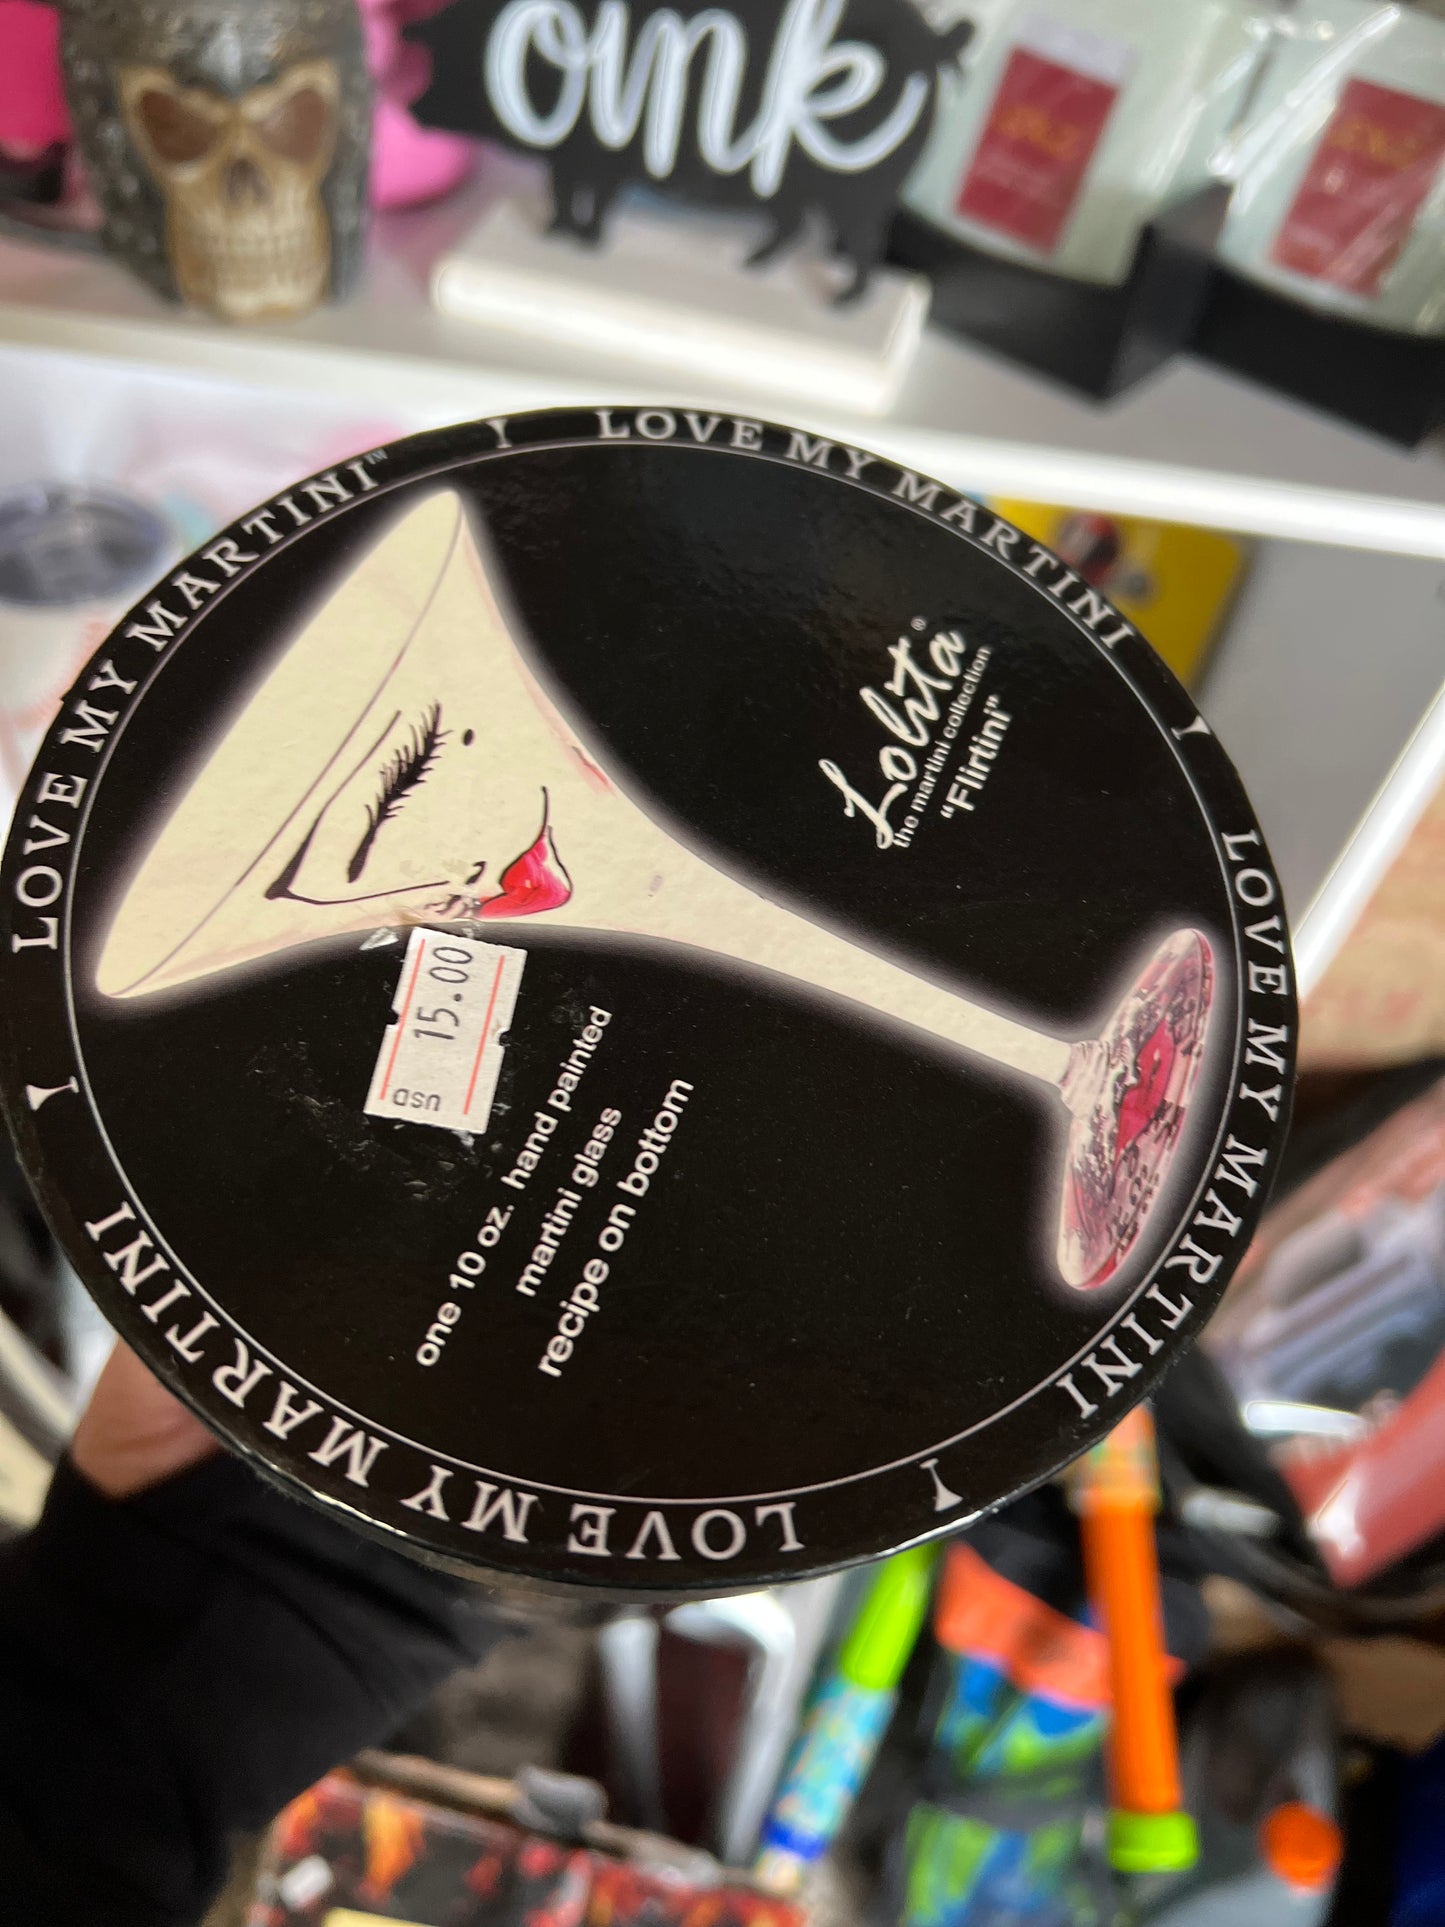 oink
I LOVE MY MARTINI
I LOVE MY MARTINI
I LOVE MY MARTINI
I LOVE MY MARTINI™
Lolita®
the martini collection
"Flirtini"
15.00
USD
one 10 oz. hand painted
martini glass
recipe on bottom